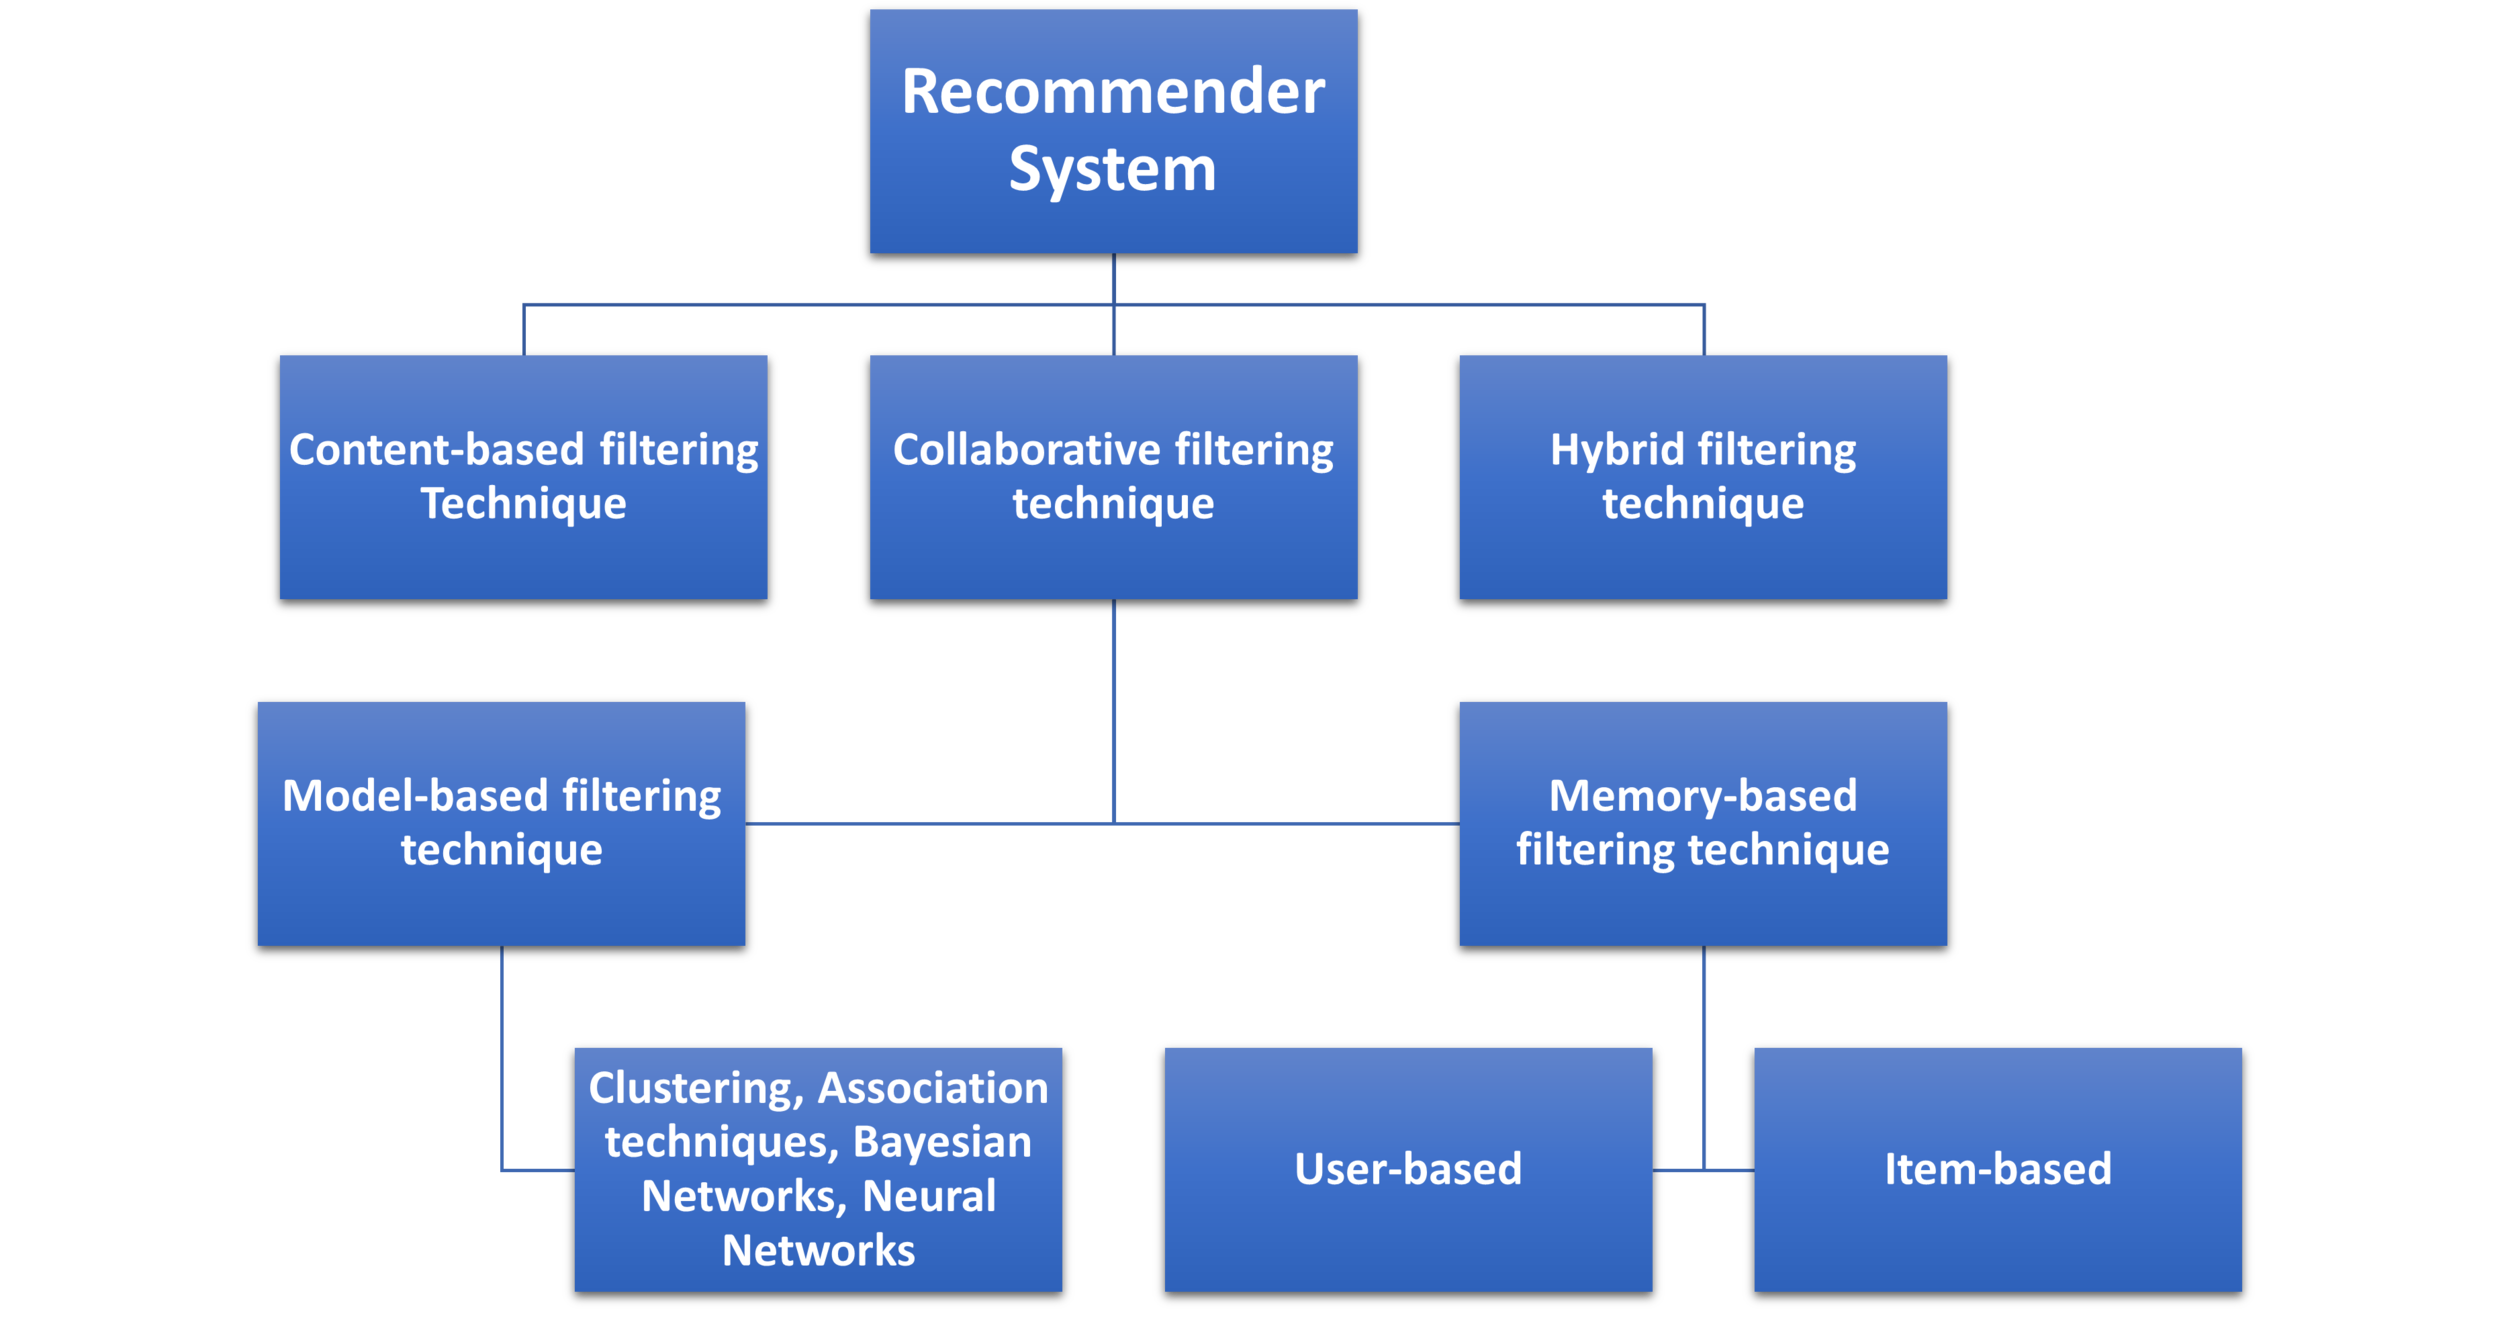 Recommender
System
Content-based filtering
Technique
Collaborative filtering
technique
Hybrid filtering
technique
Model-based filtering
technique
Memory-based
filtering technique
Clustering, Association
techniques, Bayesian
Networks, Neural
Networks
User-based
Item-based